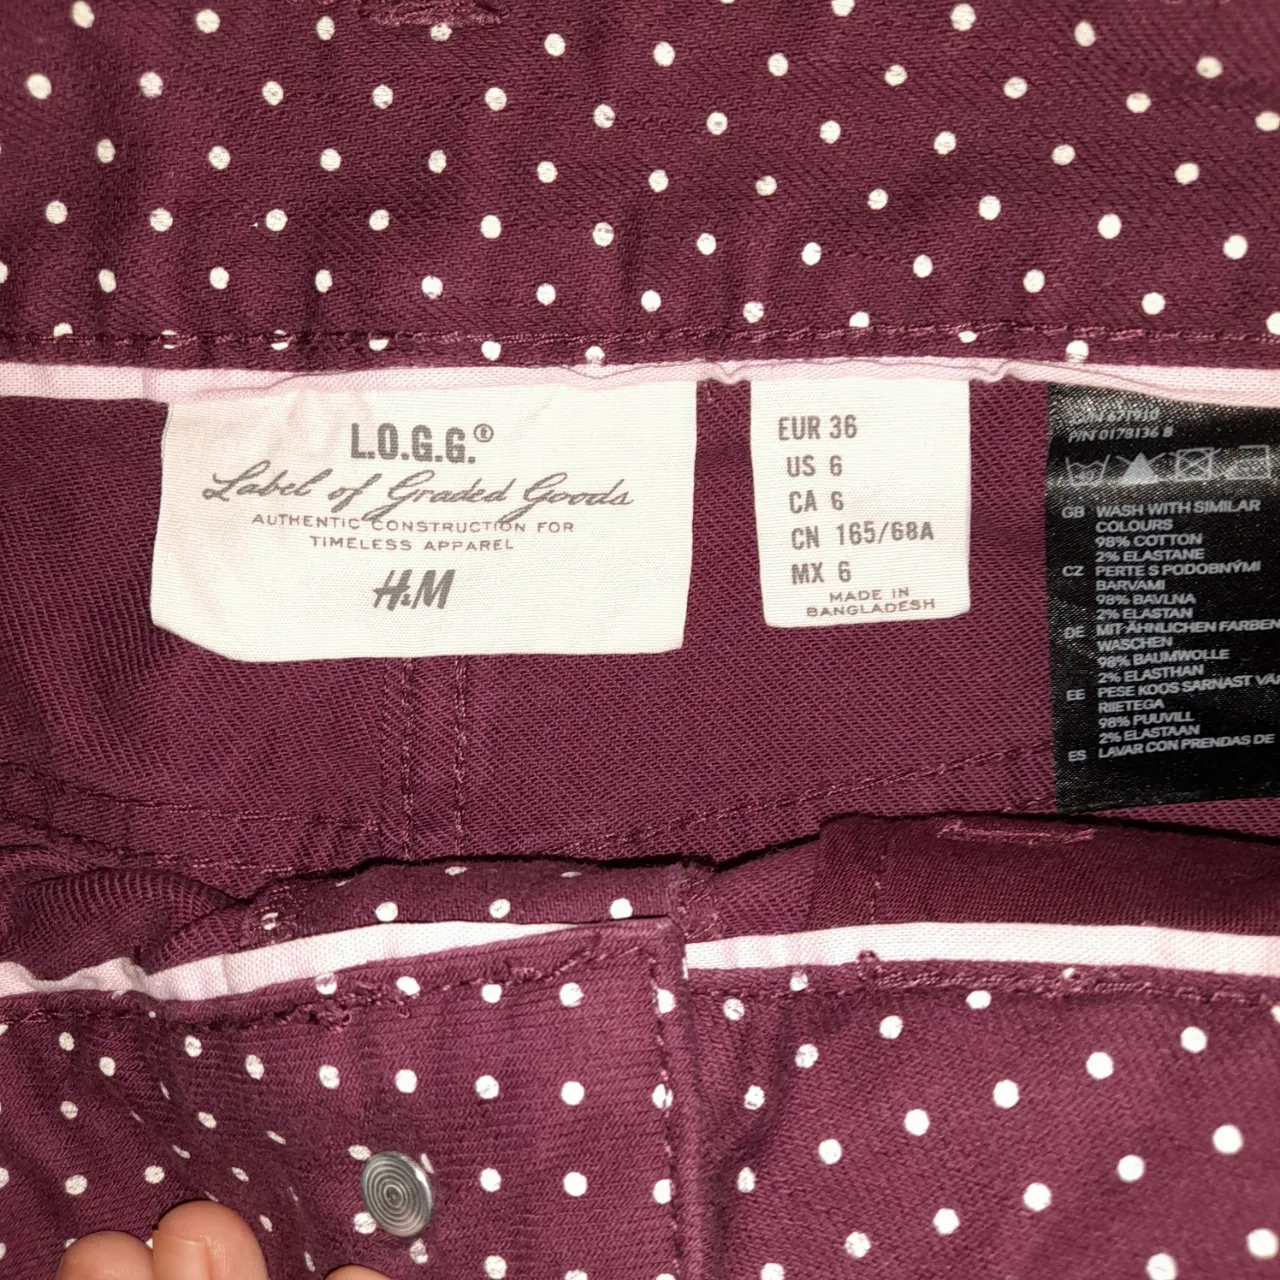 L.O.G.G.®
Label of Graded Goods
AUTHENTIC CONSTRUCTION FOR
TIMELESS APPAREL
H&M
EUR 36
US 6
CA 6
CN 165/68A
MX 6
MADE IN
BANGLADESH
671910
P/N 0178136 8
GB WASH WITH SIMILAR
COLOURS
98% COTTON
2% ELASTANE
CZ PERTE S PODOBNÝMI
BARVAMI
98% BAVLNA
2% ELASTAN
DE MIT ÄHNLICHEN FARBEN
WASCHEN
98% BAUMWOLLE
2% ELASTHAN
EE PESE KOOS SARNAST
RIIETEGA
98% PUUVILL
2% ELASTAAN
ES LAVAR CON PRENDAS DE